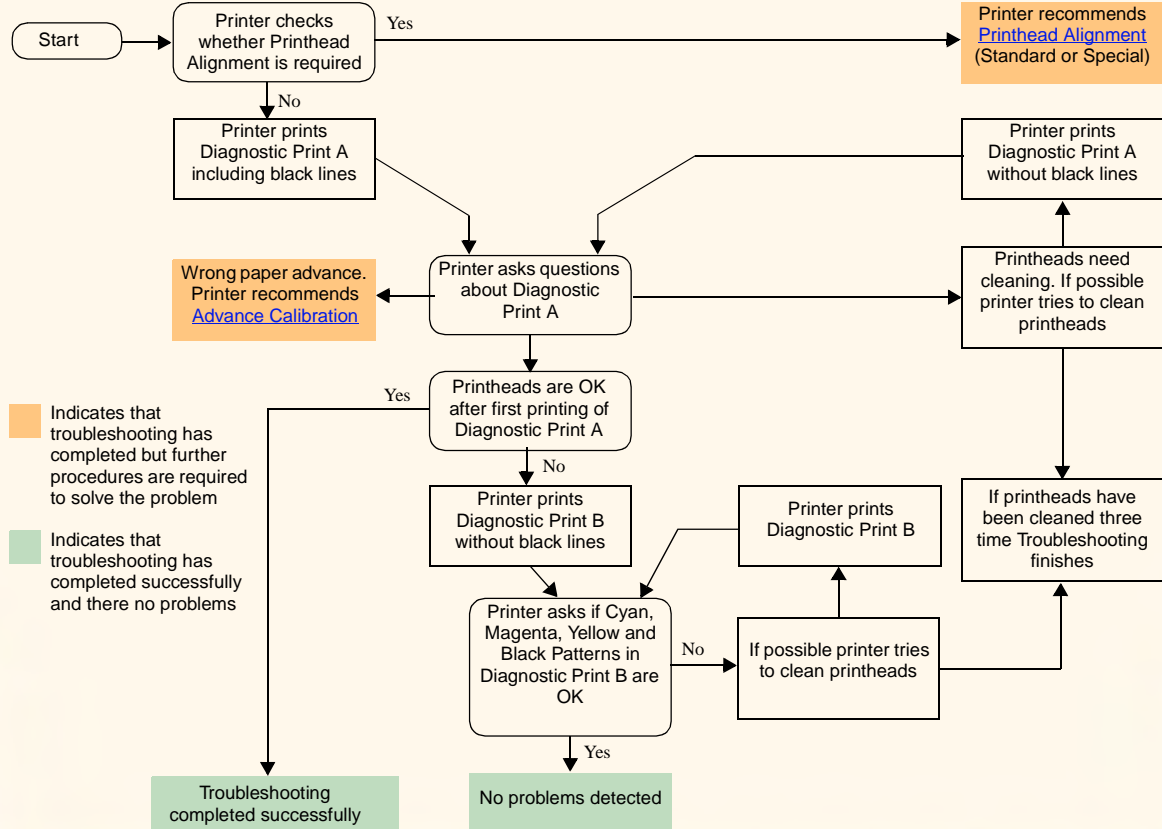 Start
Printer checks
whether Printhead
Alignment is required
Yes
Printer recommends
Printhead Alignment
(Standard or Special)
No
Printer prints
Diagnostic Print A
including black lines
Printer prints
Diagnostic Print A
without black lines
Wrong paper advance.
Printer recommends
Advance Calibration
Printer asks questions
about Diagnostic
Print A
Printheads need
cleaning. If possible
printer tries to clean
printheads
Yes
Printheads are OK
after first printing of
Diagnostic Print A
No
Indicates that
troubleshooting has
completed but further
procedures are required
to solve the problem
Indicates that
troubleshooting has
completed successfully
and there no problems
Printer prints
Diagnostic Print B
without black lines
Printer prints
Diagnostic Print B
If printheads have
been cleaned three
time Troubleshooting
finishes
Printer asks if Cyan,
Magenta, Yellow and
Black Patterns in
Diagnostic Print B are
OK
No
If possible printer tries
to clean printheads
Yes
Troubleshooting
completed successfully
No problems detected